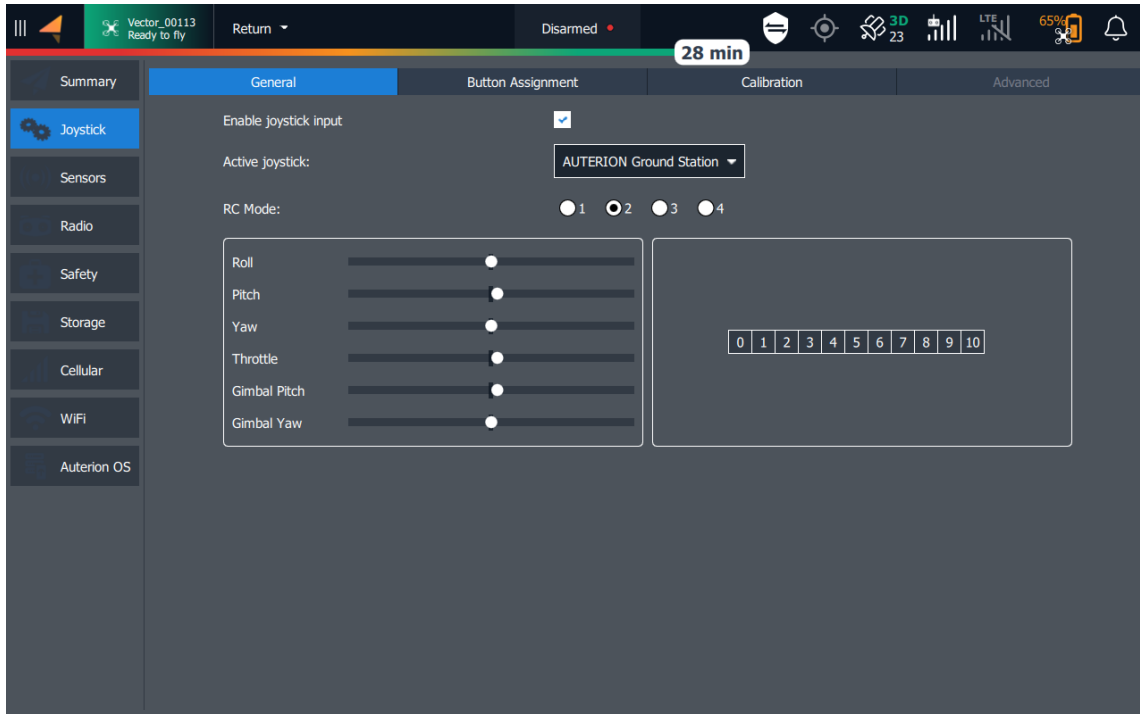 Vector_00113
Ready to fly
Return
Disarmed
28 min
3D
23
LTE
65%
Summary
General
Button Assignment
Calibration
Advanced
Joystick
Enable joystick input
Active joystick:
AUTERION Ground Station
Sensors
RC Mode:
1 2 3 4
Radio
Safety
Storage
Cellular
WiFi
Auterion OS
Roll
Pitch
Yaw
Throttle
Gimbal Pitch
Gimbal Yaw
0 1 2 3 4 5 6 7 8 9 10